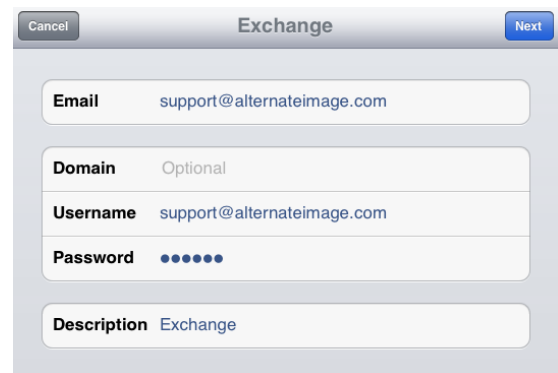 Cancel Exchange Next
Email support@alternateimage.com
Domain Optional
Username support@alternateimage.com
Password ●●●●●●
Description Exchange